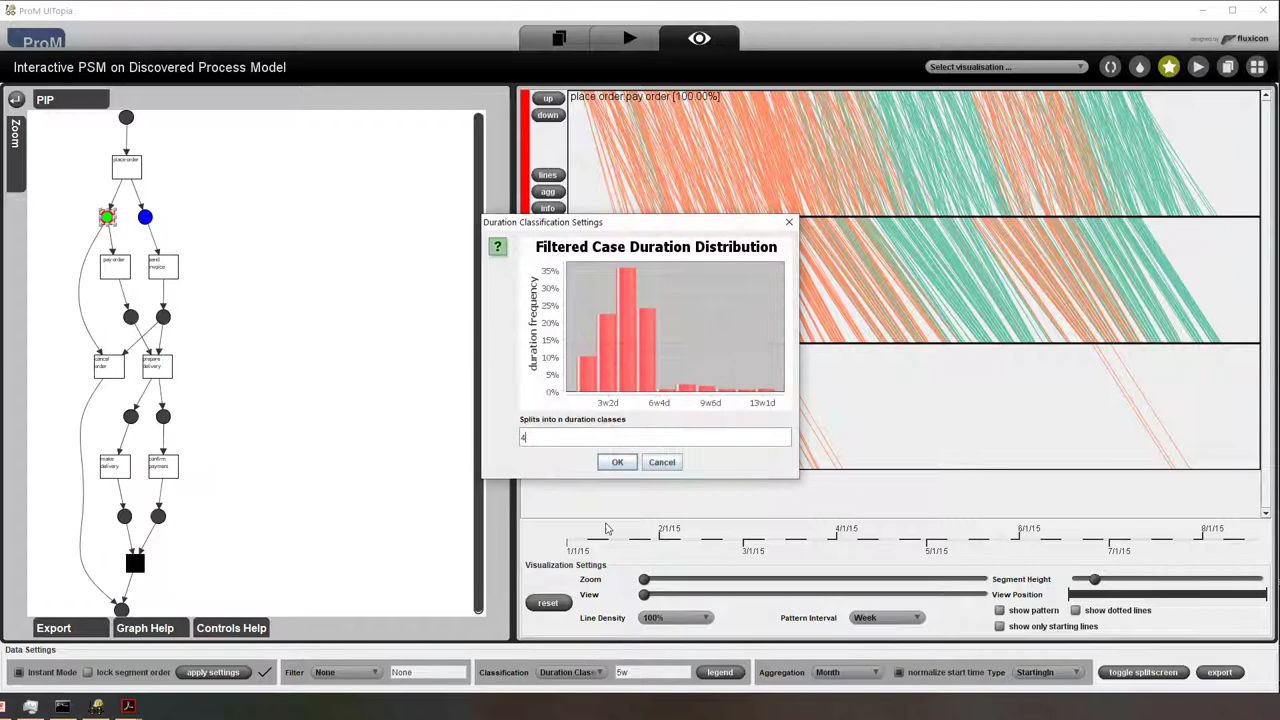 ProM UITopia
ProM
designed by fluxicon
Interactive PSM on Discovered Process Model
Select visualisation ...
PIP
Zoom
place order
pay order
send invoice
cancel order
prepare delivery
make delivery
confirm payment
up
down
lines
agg
info
place order:pay order [100.00%]
Duration Classification Settings
?
Filtered Case Duration Distribution
duration frequency
35%
30%
25%
20%
15%
10%
5%
0%
3w2d 6w4d 9w6d 13w1d
Splits into n duration classes
4
OK Cancel
2/1/15 4/1/15 6/1/15 8/1/15
1/1/15 3/1/15 5/1/15 7/1/15
Visualization Settings
Zoom
Segment Height
View
View Position
reset
show pattern
show dotted lines
Line Density 100%
Pattern Interval Week
show only starting lines
Export Graph Help Controls Help
Data Settings
Instant Mode lock segment order apply settings Filter None None Classification Duration Clas 5w legend Aggregation Month normalize start time Type StartingIn toggle splitscreen export